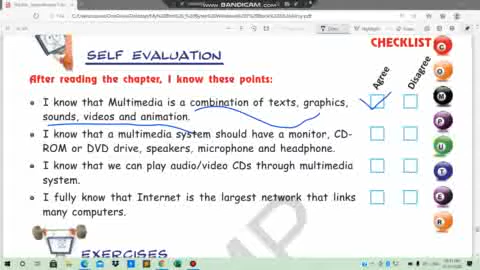 www.BANDICAM.com
SELF EVALUATION
CHECKLIST
After reading the chapter, I know these points:
Agree
Disagree
• I know that Multimedia is a combination of texts, graphics,
sounds, videos and animation.
• I know that a multimedia system should have a monitor, CD-
ROM or DVD drive, speakers, microphone and headphone.
• I know that we can play audio/video CDs through multimedia
system.
• I fully know that Internet is the largest network that links
many computers.
C
O
M
P
U
T
E
R
MP
EXERCISES